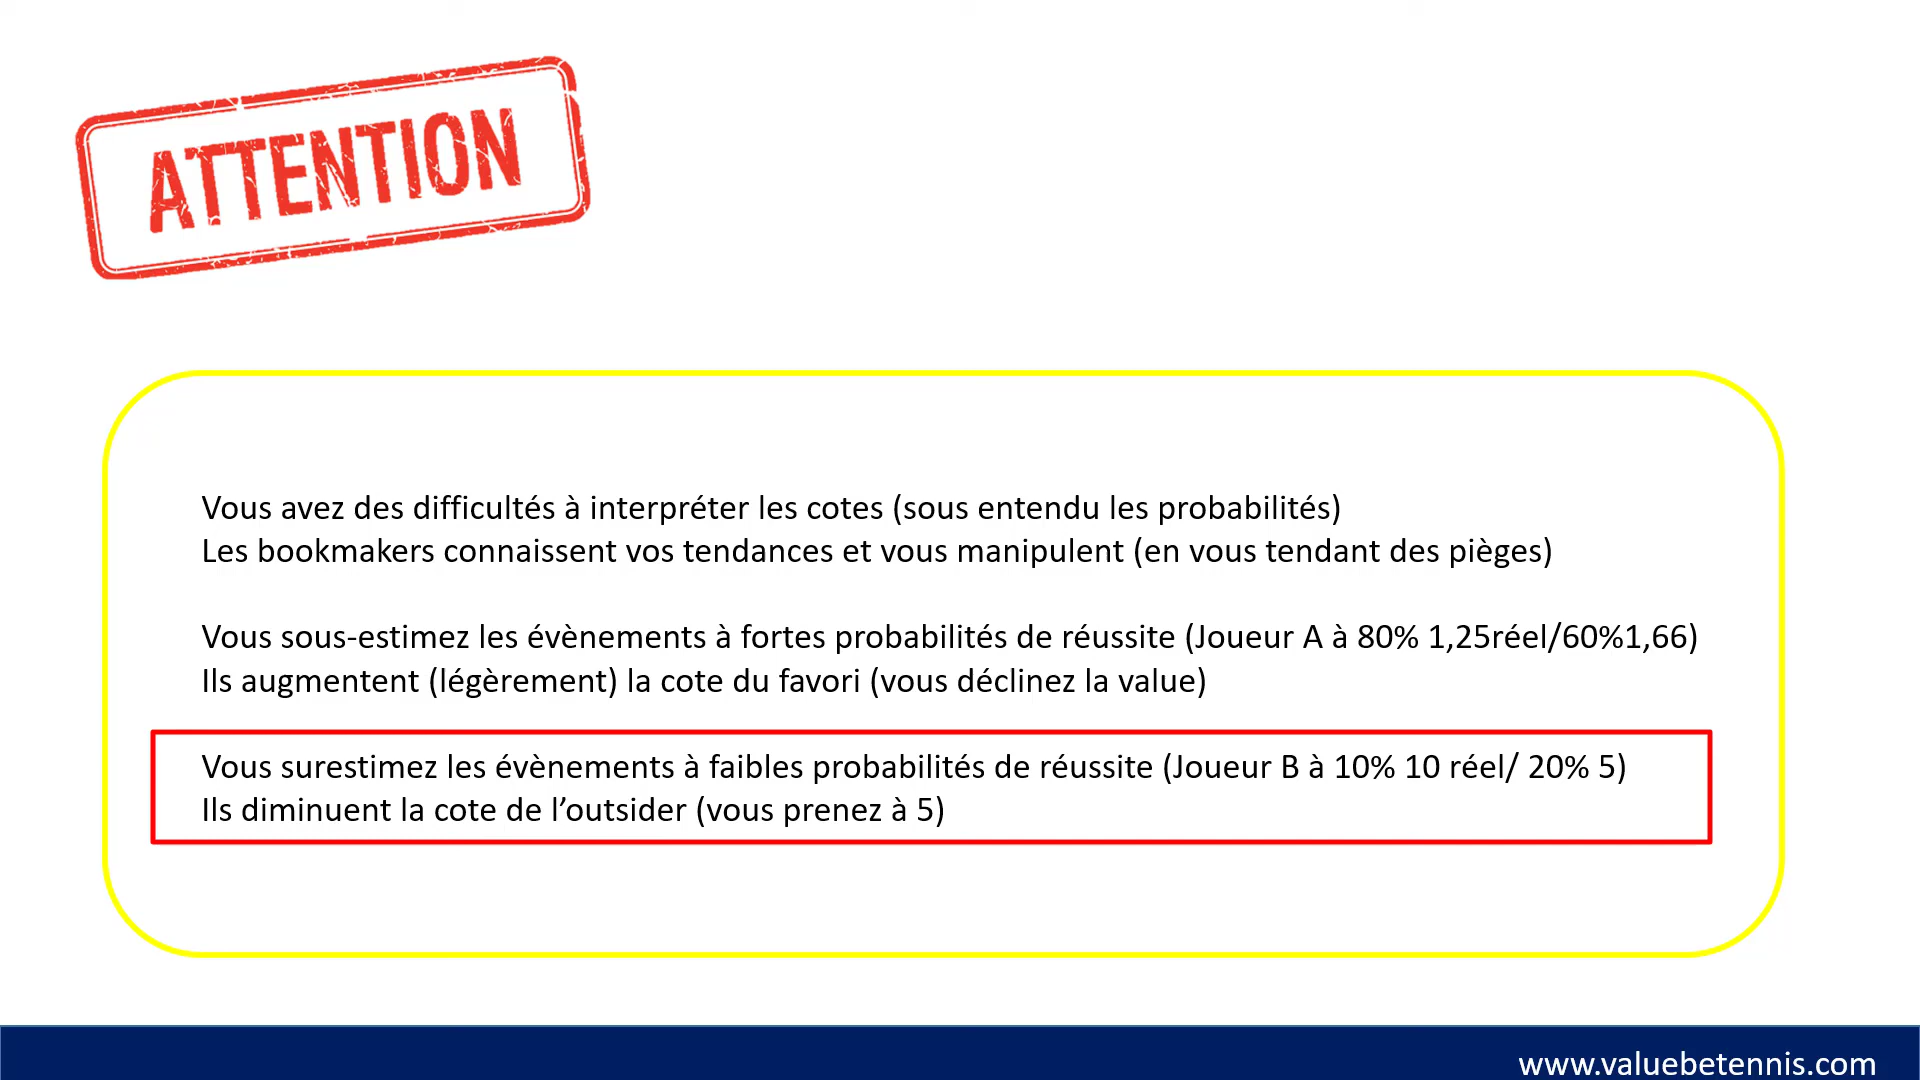 ATTENTION
Vous avez des difficultés à interpréter les cotes (sous entendu les probabilités)
Les bookmakers connaissent vos tendances et vous manipulent (en vous tendant des pièges)
Vous sous-estimez les évènements à fortes probabilités de réussite (Joueur A à 80% 1,25réel/60%1,66)
Ils augmentent (légèrement) la cote du favori (vous déclinez la value)
Vous surestimez les évènements à faibles probabilités de réussite (Joueur B à 10% 10 réel/ 20% 5)
Ils diminuent la cote de l’outsider (vous prenez à 5)
www.valuebetennis.com